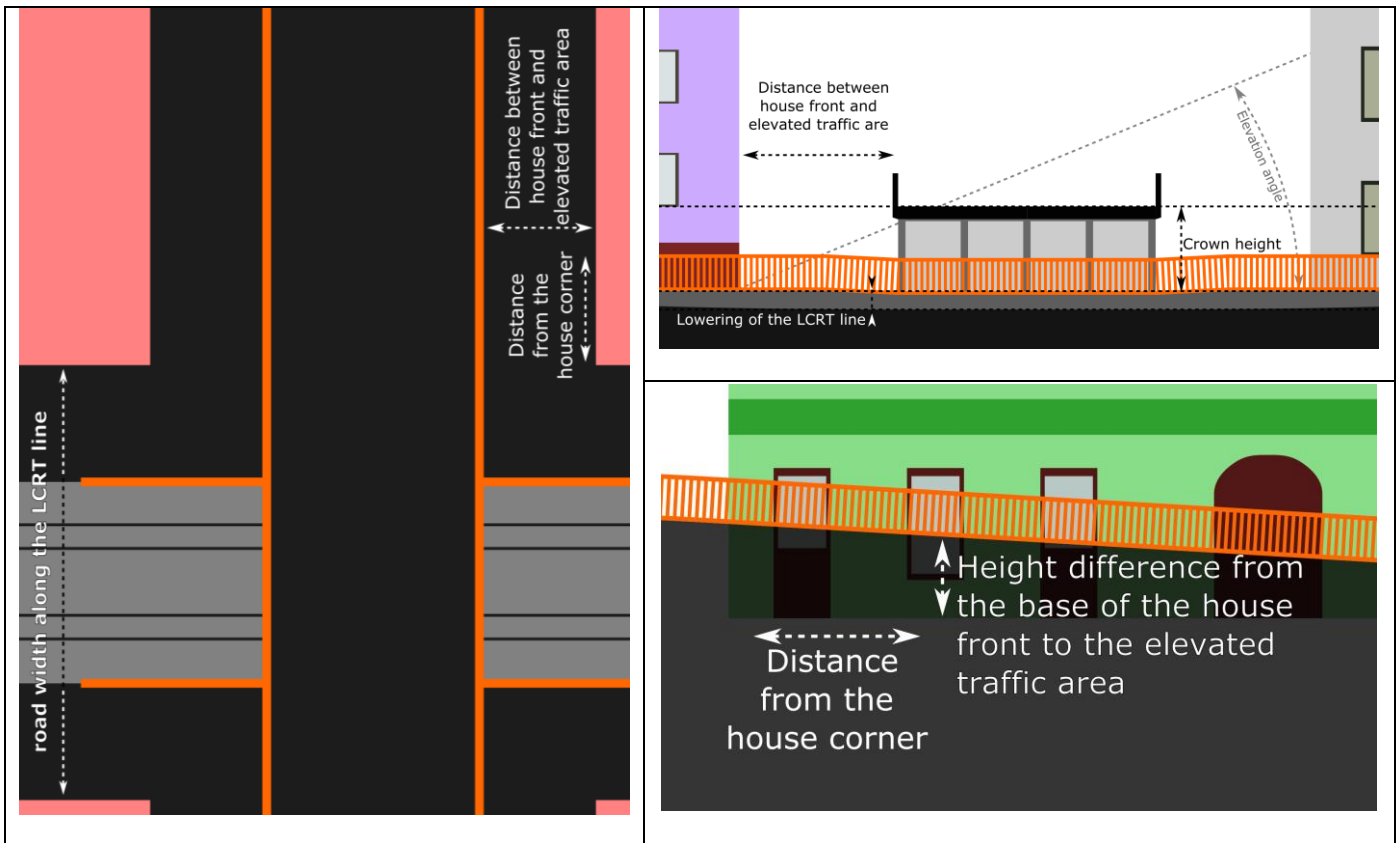 Distance between
house front and
elevated traffic area
Distance
from the
house corner
road width along the LCRT line
Distance between
house front and
elevated traffic are
Elevation angle
Crown height
Lowering of the LCRT line
Height difference from
the base of the house
front to the elevated
traffic area
Distance
from the
house corner